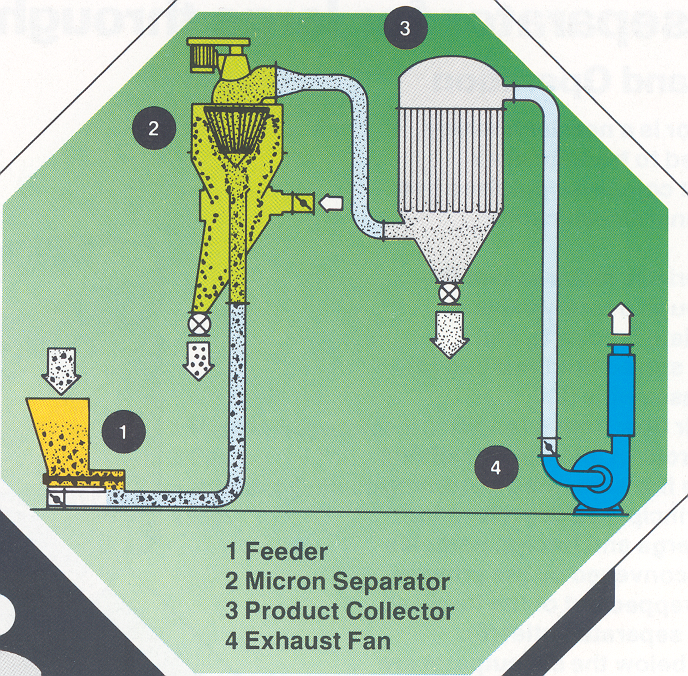 3
2
1
4
1 Feeder
2 Micron Separator
3 Product Collector
4 Exhaust Fan